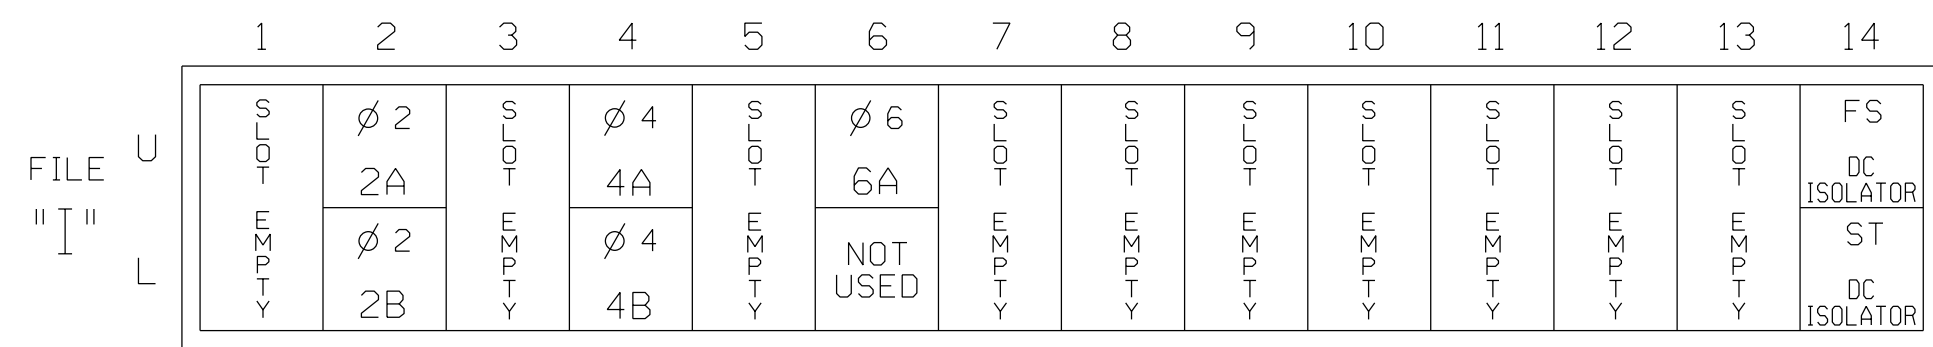 1 2 3 4 5 6 7 8 9 10 11 12 13 14
FILE
"I"
U
L
SLOT EMPTY
Ø 2
2A
Ø 2
2B
SLOT EMPTY
Ø 4
4A
Ø 4
4B
SLOT EMPTY
Ø 6
6A
NOT
USED
SLOT EMPTY
SLOT EMPTY
SLOT EMPTY
SLOT EMPTY
SLOT EMPTY
SLOT EMPTY
SLOT EMPTY
FS
DC
ISOLATOR
ST
DC
ISOLATOR